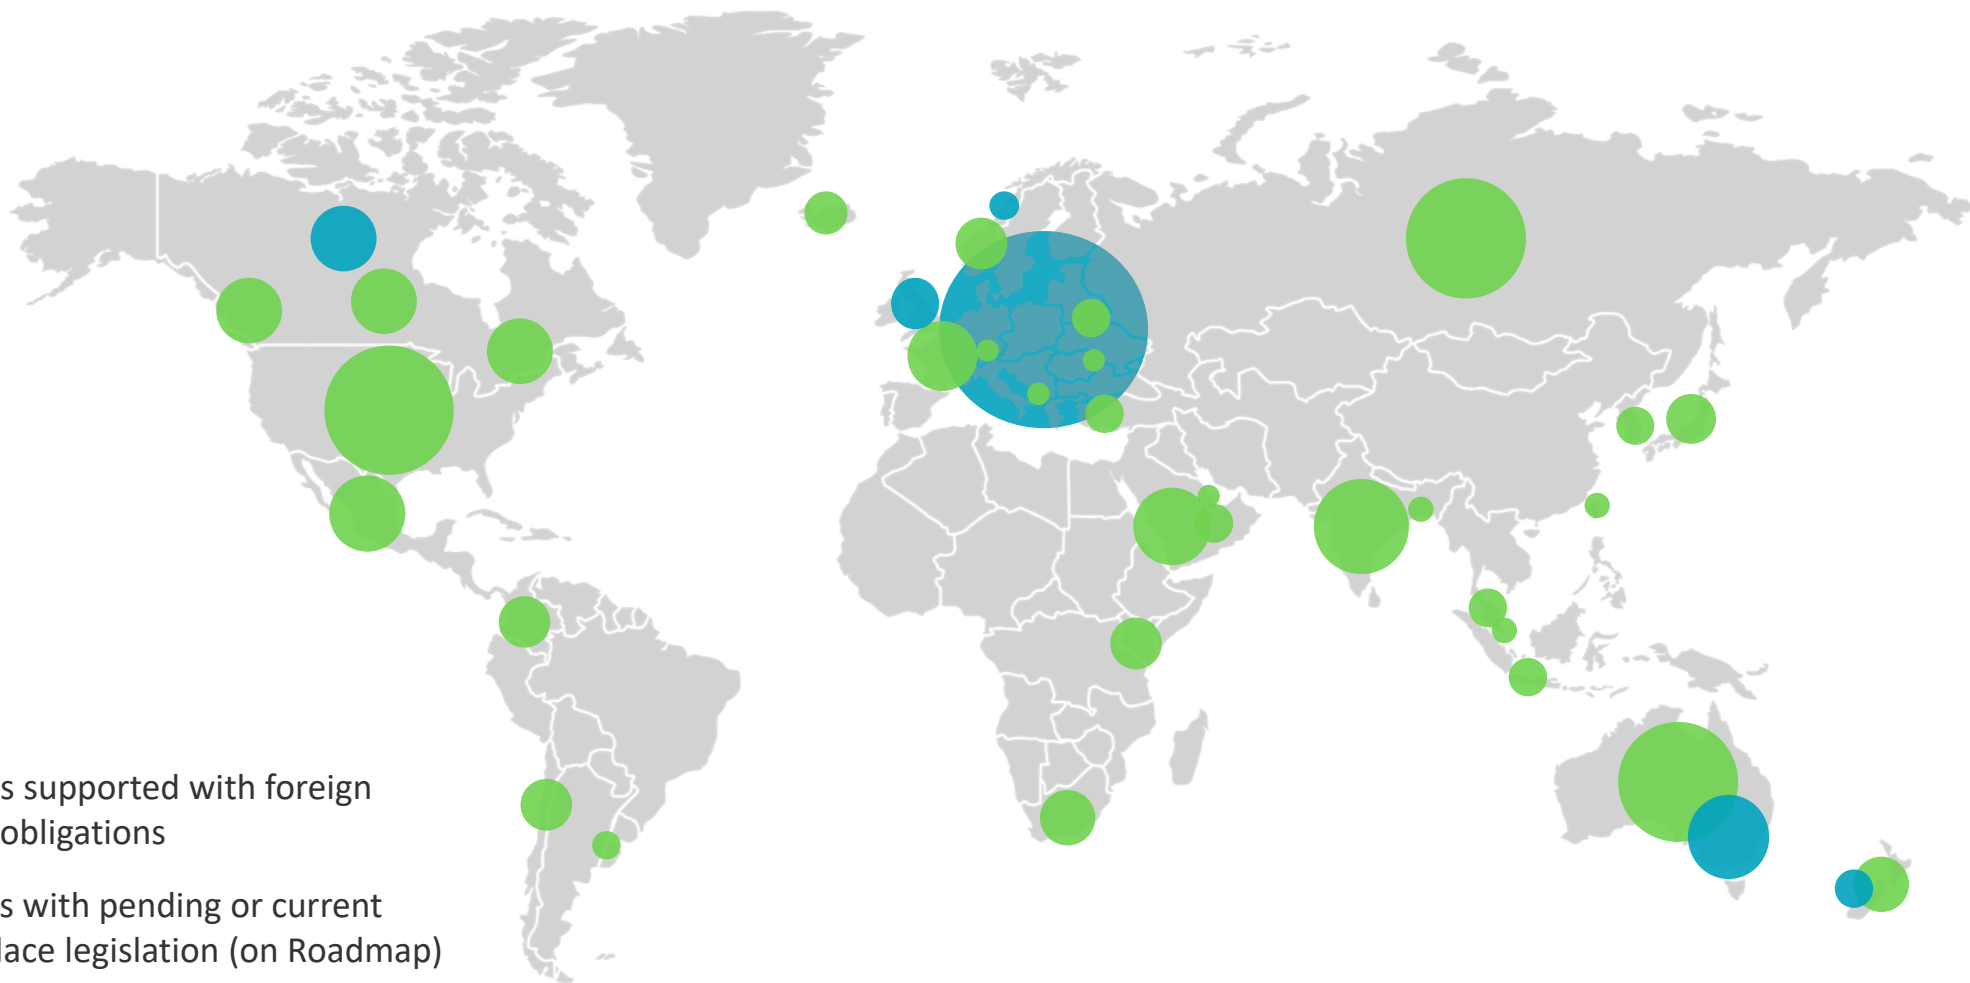 s supported with foreign
obligations
s with pending or current
lace legislation (on Roadmap)